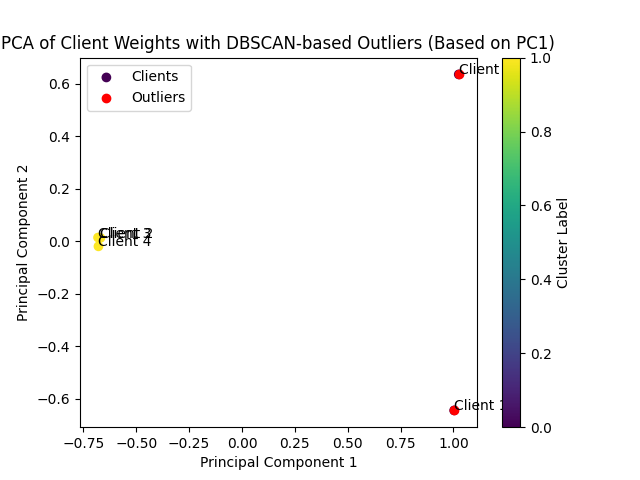 PCA of Client Weights with DBSCAN-based Outliers (Based on PC1)
Clients
Outliers
Client
Client 2
Client 4
Client
0.6
0.4
0.2
0.0
−0.2
−0.4
−0.6
Principal Component 2
−0.75
−0.50
−0.25
0.00
0.25
0.50
0.75
1.00
Principal Component 1
1.0
0.8
0.6
0.4
0.2
0.0
Cluster Label